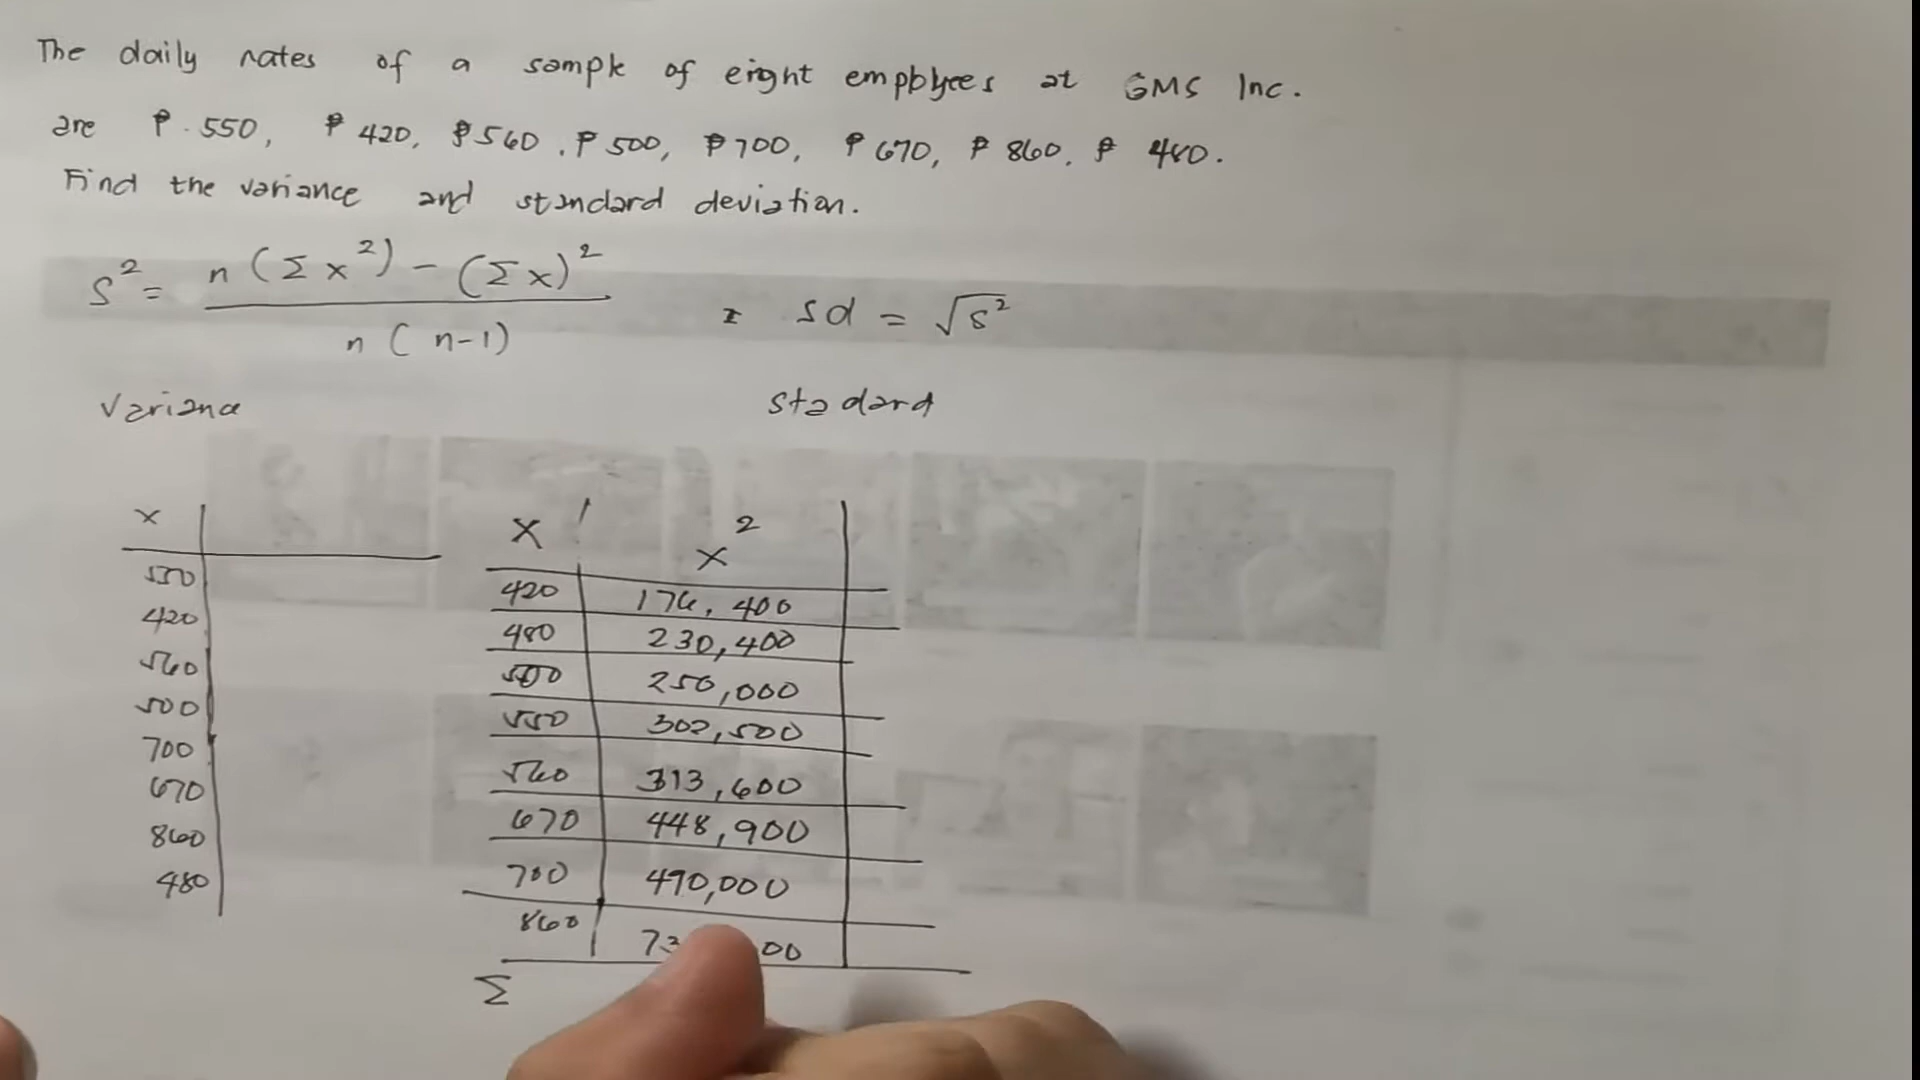 The daily rates of a sample of eight employees at GMS Inc.
are ₱ 550, ₱ 420, ₱ 560, ₱ 500, ₱ 700, ₱ 670, ₱ 860, ₱ 480.
Find the variance and standard deviation.
s² = n(Σx²) - (Σx)² / n(n-1)
sd = √s²
variance
stadard
x
550
420
560
500
700
670
860
480
x x²
420 176,400
480 230,400
500 250,000
550 302,500
560 313,600
670 448,900
700 490,000
860
Σ